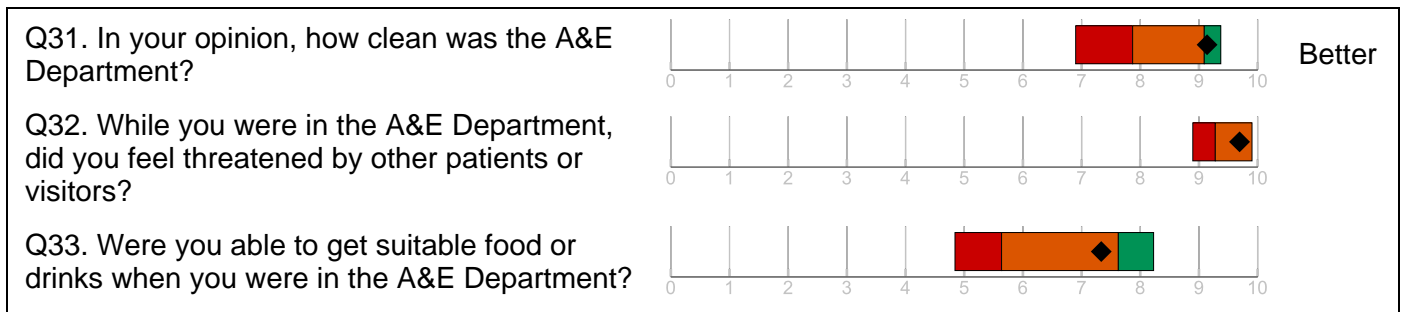 Q31. In your opinion, how clean was the A&E
Department?
0 1 2 3 4 5 6 7 8 9 10
Better
Q32. While you were in the A&E Department,
did you feel threatened by other patients or
visitors?
0 1 2 3 4 5 6 7 8 9 10
Q33. Were you able to get suitable food or
drinks when you were in the A&E Department?
0 1 2 3 4 5 6 7 8 9 10